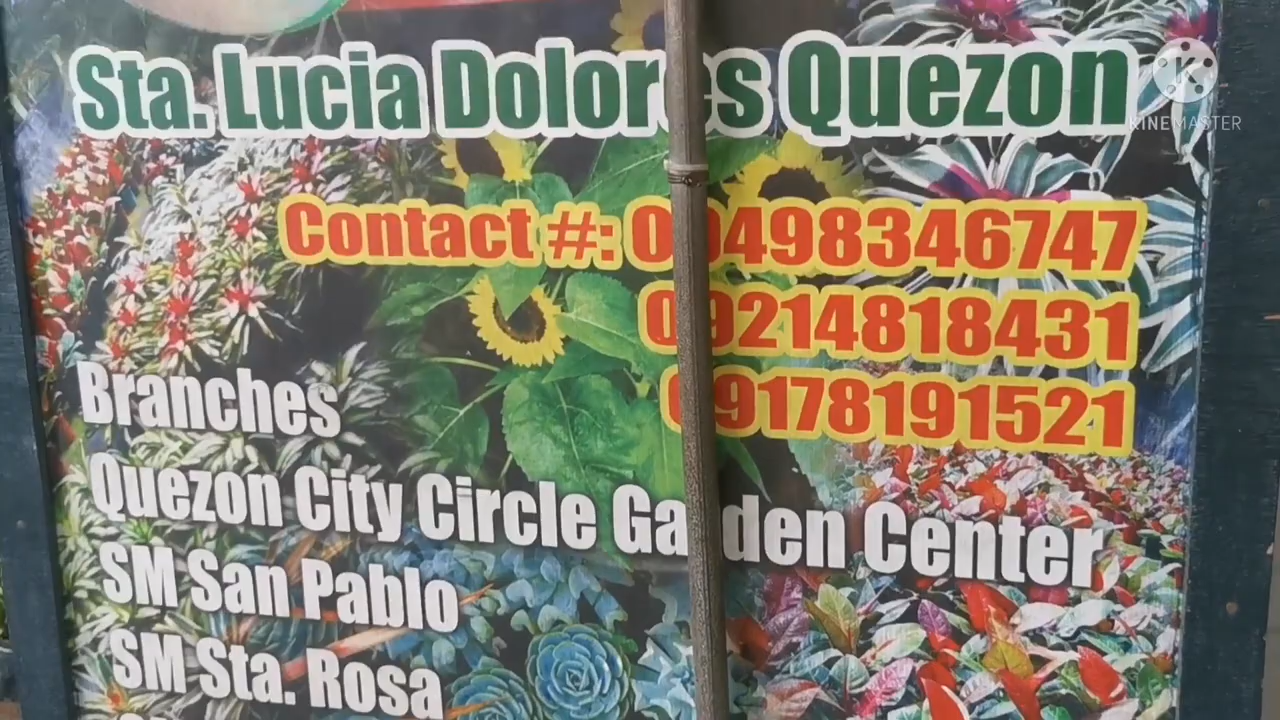 Sta. Lucia Dolores Quezon
KINEMASTER
Contact #: 09498346747
09214818431
09178191521
Branches
Quezon City Circle Garden Center
SM San Pablo
SM Sta. Rosa